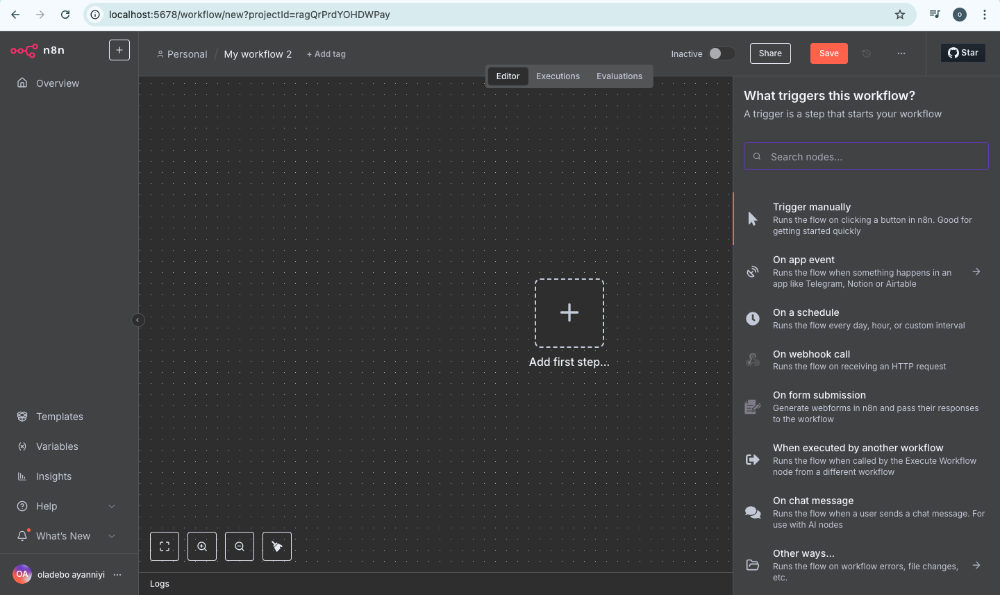 localhost:5678/workflow/new?projectId=ragQrPrdYOHDWPay
o
n8n
Personal / My workflow 2 + Add tag
Inactive
Share
Save
Star
Editor Executions Evaluations
Overview
Templates
Variables
Insights
Help
What's New
OA oladebo ayanniyi
Add first step...
Logs
What triggers this workflow?
A trigger is a step that starts your workflow
Search nodes...
Trigger manually
Runs the flow on clicking a button in n8n. Good for
getting started quickly
On app event
Runs the flow when something happens in an
app like Telegram, Notion or Airtable
On a schedule
Runs the flow every day, hour, or custom interval
On webhook call
Runs the flow on receiving an HTTP request
On form submission
Generate webforms in n8n and pass their responses
to the workflow
When executed by another workflow
Runs the flow when called by the Execute Workflow
node from a different workflow
On chat message
Runs the flow when a user sends a chat message. For
use with AI nodes
Other ways...
Runs the flow on workflow errors, file changes,
etc.